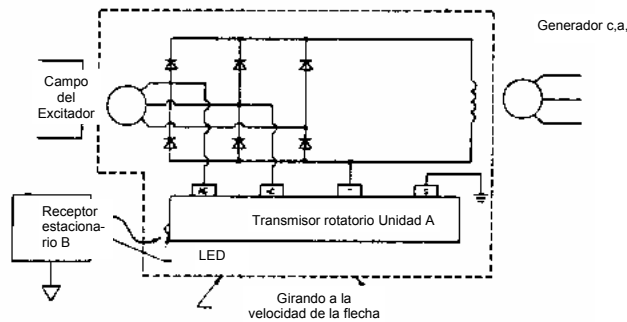 Generador c,a,
Campo
del
Excitador
Transmisor rotatorio Unidad A
Receptor
estaciona-
rio B
LED
Girando a la
velocidad de la flecha